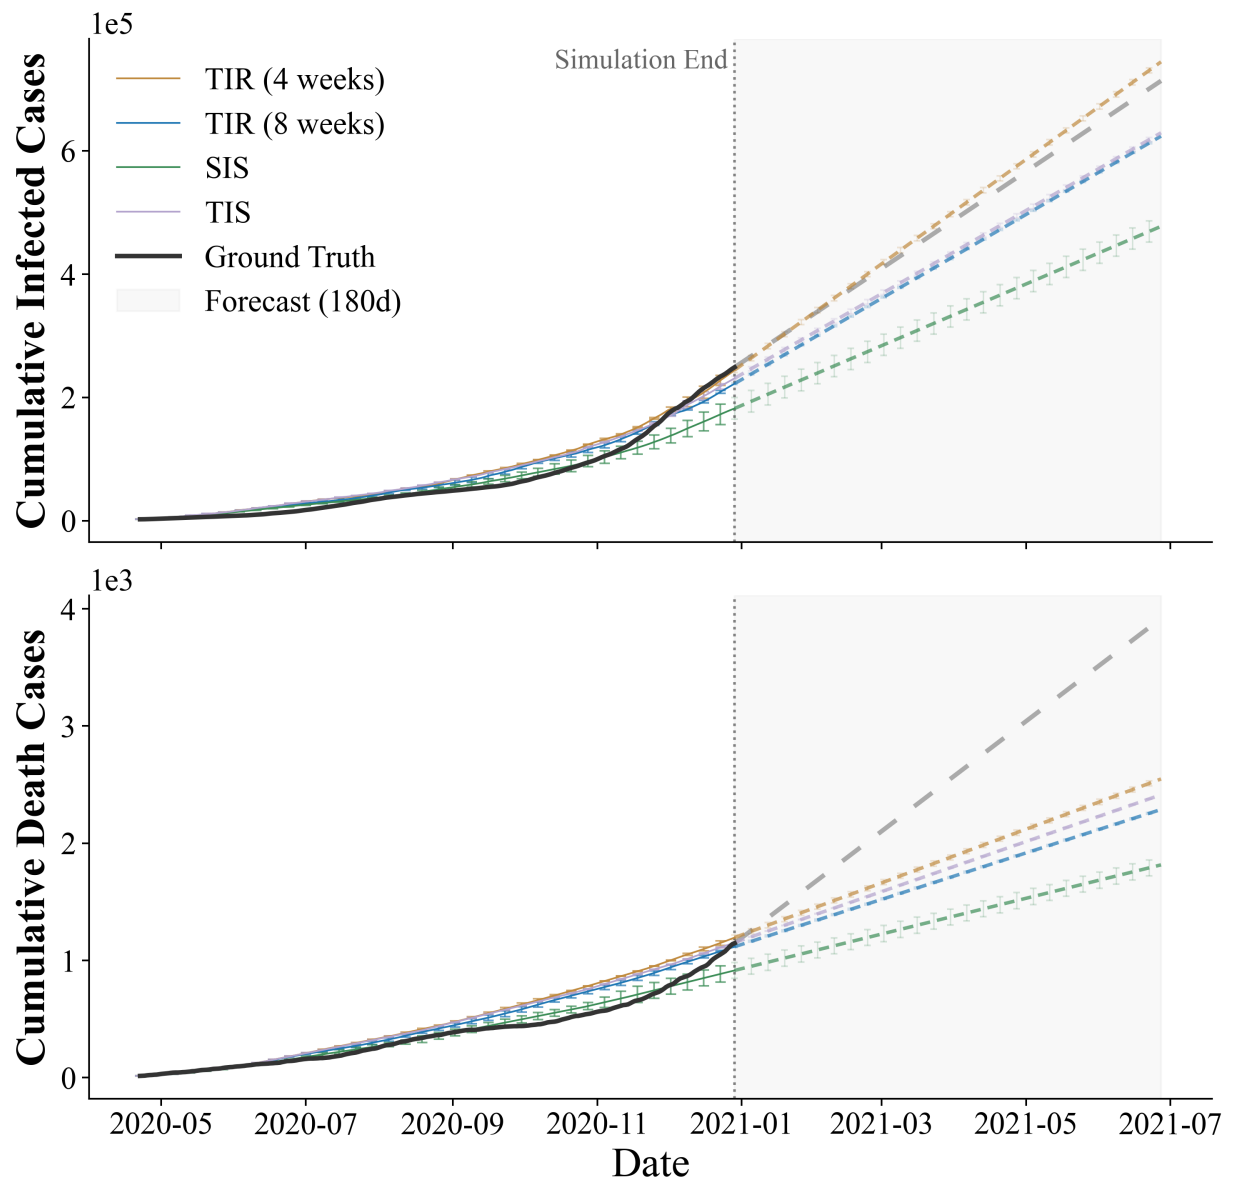 1e5
Cumulative Infected Cases
Simulation End
TIR (4 weeks)
TIR (8 weeks)
SIS
TIS
Ground Truth
Forecast (180d)
6
4
2
0
1e3
Cumulative Death Cases
4
3
2
1
0
2020-05 2020-07 2020-09 2020-11 2021-01 2021-03 2021-05 2021-07
Date